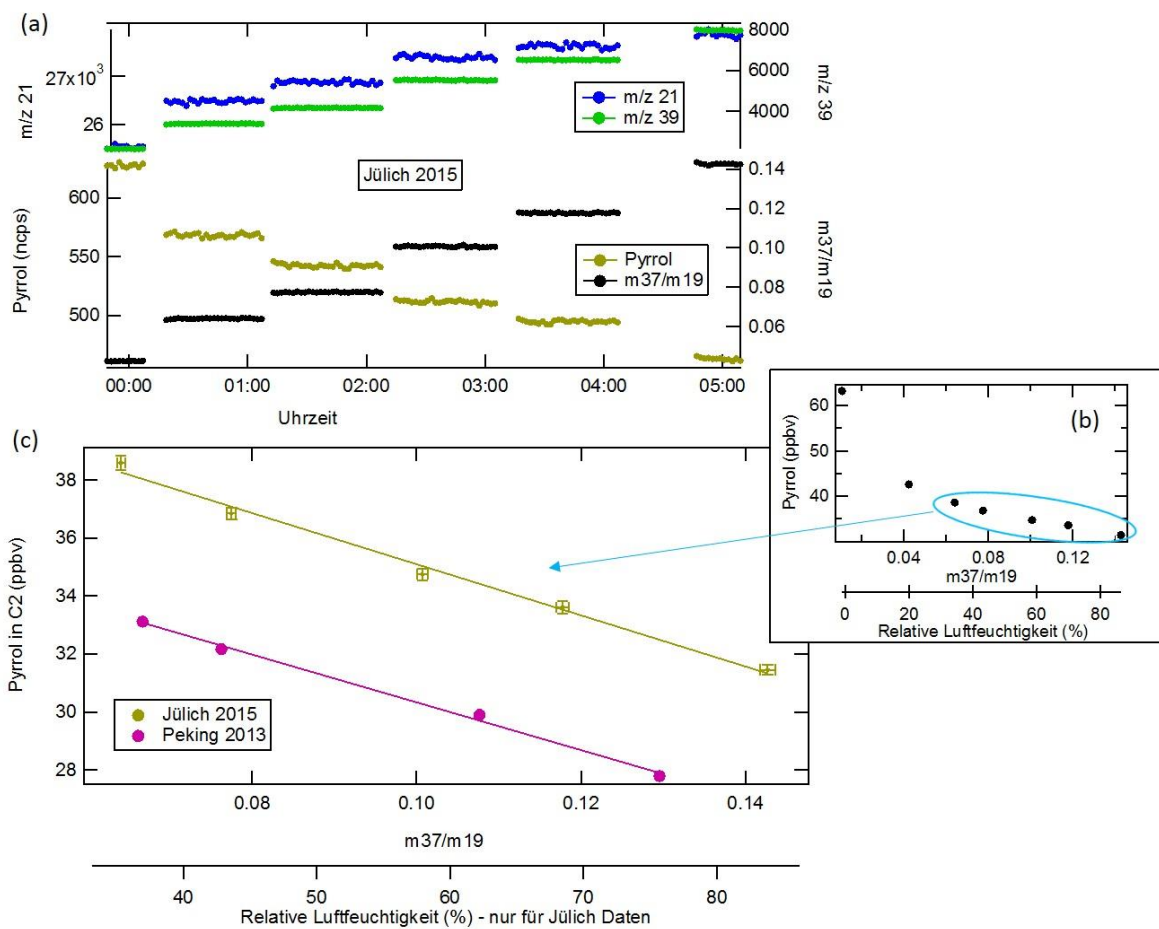 (a)
m/z 21
27x10³
26
8000
6000
4000
m/z 39
m/z 21
m/z 39
Jülich 2015
Pyrrol (ncps)
600
550
500
0.14
0.12
0.10
0.08
0.06
m37/m19
Pyrrol
m37/m19
00:00 01:00 02:00 03:00 04:00 05:00
Uhrzeit
(b)
Pyrrol (ppbv)
60
50
40
0.04 0.08 0.12
m37/m19
0 20 40 60 80
Relative Luftfeuchtigkeit (%)
(c)
Pyrrol in C2 (ppbv)
38
36
34
32
30
28
Jülich 2015
Peking 2013
0.08 0.10 0.12 0.14
m37/m19
40 50 60 70 80
Relative Luftfeuchtigkeit (%) - nur für Jülich Daten